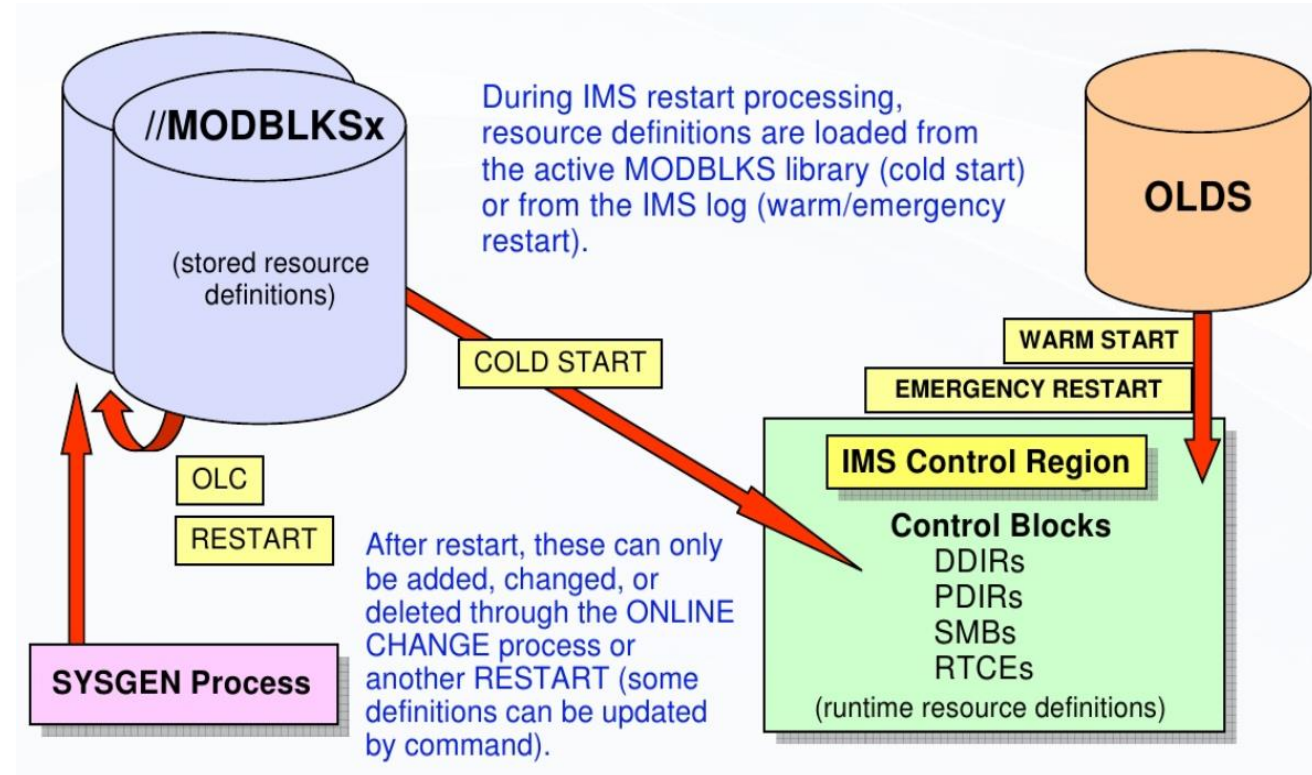 //MODBLKSx
(stored resource
definitions)
During IMS restart processing,
resource definitions are loaded from
the active MODBLKS library (cold start)
or from the IMS log (warm/emergency
restart).
OLDS
COLD START
WARM START
EMERGENCY RESTART
OLC
RESTART
SYSGEN Process
After restart, these can only
be added, changed, or
deleted through the ONLINE
CHANGE process or
another RESTART (some
definitions can be updated
by command).
IMS Control Region
Control Blocks
DDIRs
PDIRs
SMBs
RTCEs
(runtime resource definitions)